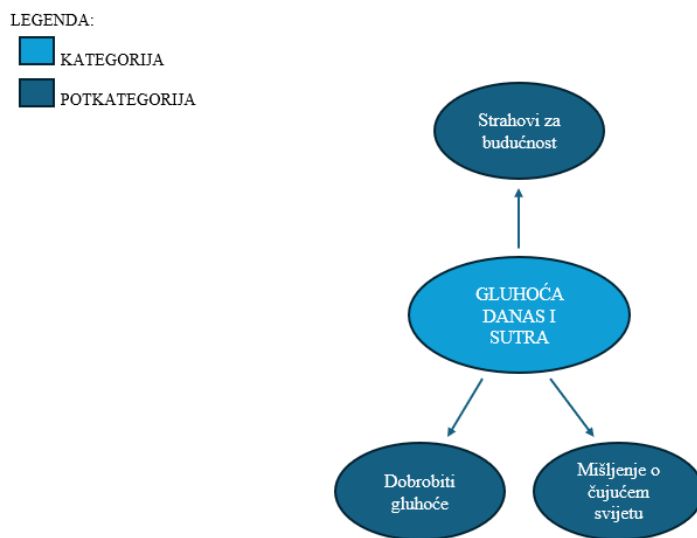 LEGENDA:
KATEGORIJA
POTKATEGORIJA
Strahovi za
budućnost
GLUHOĆA
DANAS I
SUTRA
Dobrobiti
gluhoće
Mišljenje o
čujućem
svijetu